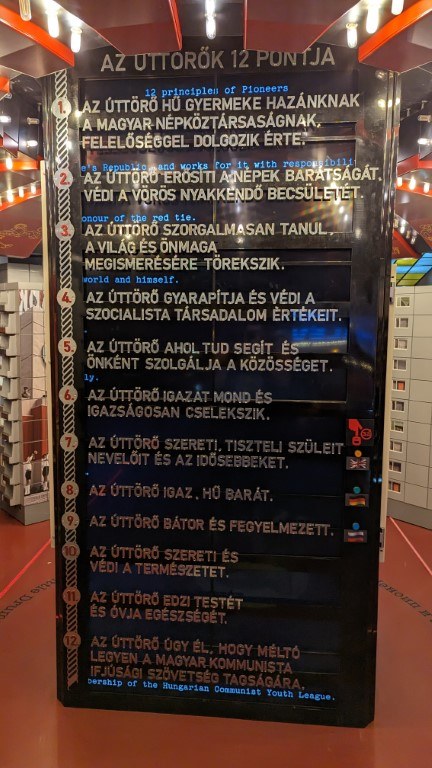 AZ ÚTTÖRŐK 12 PONTJA
12 principles of Pioneers
1. AZ ÚTTÖRŐ HŰ GYERMEKE HAZÁNKNAK
A MAGYAR NÉPKÖZTÁRSASÁGNAK,
FELELŐSÉGGEL DOLGOZIK ÉRTE.
e's Republic, and works for it with responsibili
2. AZ ÚTTÖRŐ ERŐSÍTI A NÉPEK BARÁTSÁGÁT.
VÉDI A VÖRÖS NYAKKENDŐ BECSÜLETÉT.
onour of the red tie.
3. AZ ÚTTÖRŐ SZORGALMASAN TANUL,
A VILÁG ÉS ÖNMAGA
MEGISMERÉSÉRE TÖREKSZIK.
world and himself.
4. AZ ÚTTÖRŐ GYARAPÍTJA ÉS VÉDI A
SZOCIALISTA TÁRSADALOM ÉRTÉKEIT.
5. AZ ÚTTÖRŐ AHOL TUD SEGÍT ÉS
ÖNKÉNT SZOLGÁLJA A KÖZÖSSÉGET.
ly.
6. AZ ÚTTÖRŐ IGAZAT MOND ÉS
IGAZSÁGOSAN CSELEKSZIK.
7. AZ ÚTTÖRŐ SZERETI, TISZTELI SZÜLEIT
NEVELŐIT ÉS AZ IDŐSEBBEKET.
8 AZ ÚTTÖRŐ IGAZ, HŰ BARÁT.
9 AZ ÚTTÖRŐ BÁTOR ÉS FEGYELMEZETT.
10 AZ ÚTTÖRŐ SZERETI ÉS
VÉDI A TERMÉSZETET.
11 AZ ÚTTÖRŐ EDZI TESTÉT
ÉS ÓVJA EGÉSZSÉGÉT.
12 AZ ÚTTÖRŐ ÚGY ÉL, HOGY MÉLTÓ
LEGYEN A MAGYAR KOMMUNISTA
IFJÚSÁGI SZÖVETSÉG TAGSÁGÁRA.
bership of the Hungarian Communist Youth League.